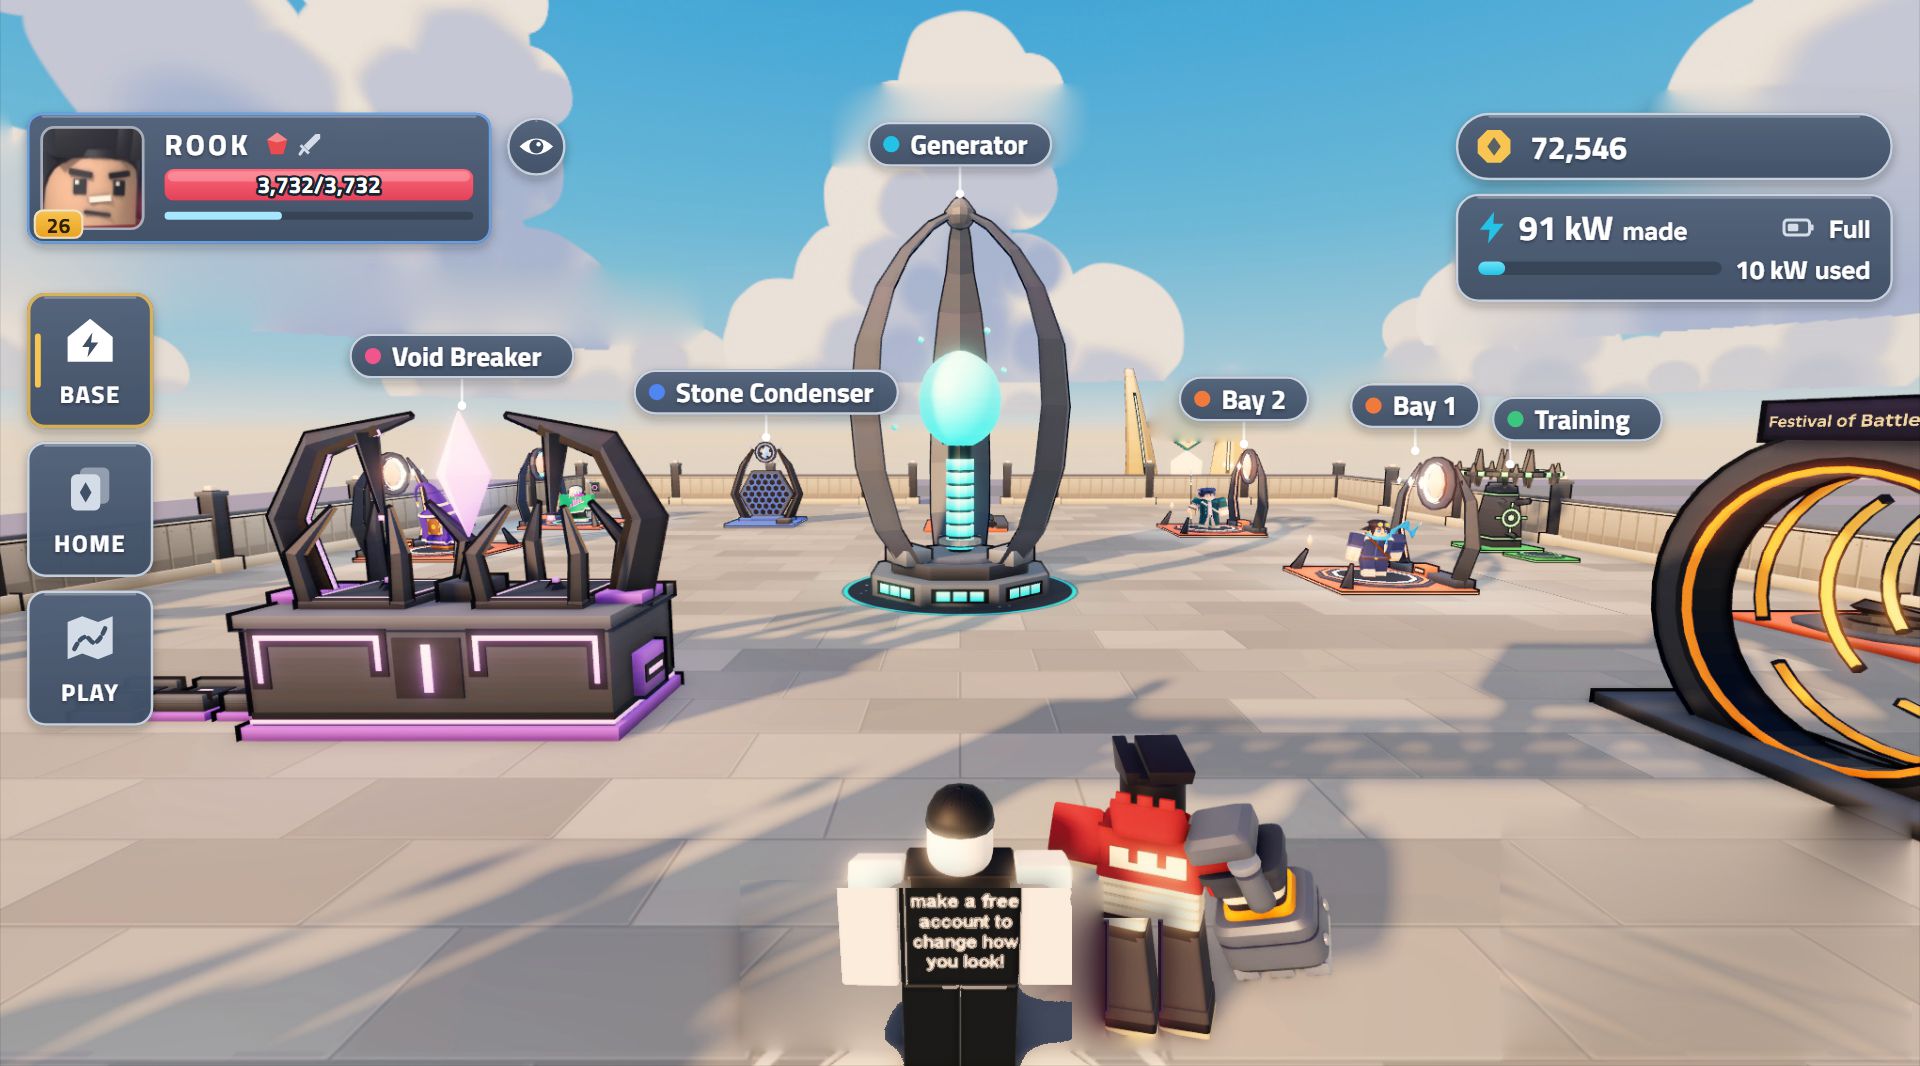 ROOK
3,732/3,732
26
Generator
72,546
91 kW made
Full
10 kW used
BASE
HOME
PLAY
Void Breaker
Stone Condenser
Bay 2
Bay 1
Training
Festival of Battle
make a free
account to
change how
you look!
E